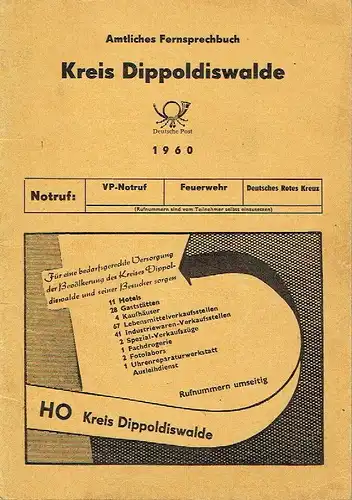 Amtliches Fernsprechbuch
Kreis Dippoldiswalde
Deutsche Post
1960
Notruf:
VP-Notruf
Feuerwehr
Deutsches Rotes Kreuz
(Rufnummern sind vom Teilnehmer selbst einzusetzen)
Für eine bedarfsgerechte Versorgung
der Bevölkerung des Kreises Dippol-
diswalde und seiner Besucher sorgen
11 Hotels
28 Gaststätten
4 Kaufhäuser
67 Lebensmittelverkaufsstellen
41 Industriewaren-Verkaufsstellen
2 Spezial-Verkaufszüge
1 Fachdrogerie
2 Fotolabors
1 Uhrenreparaturwerkstatt
Ausleihdienst
Rufnummern umseitig
HO Kreis Dippoldiswalde